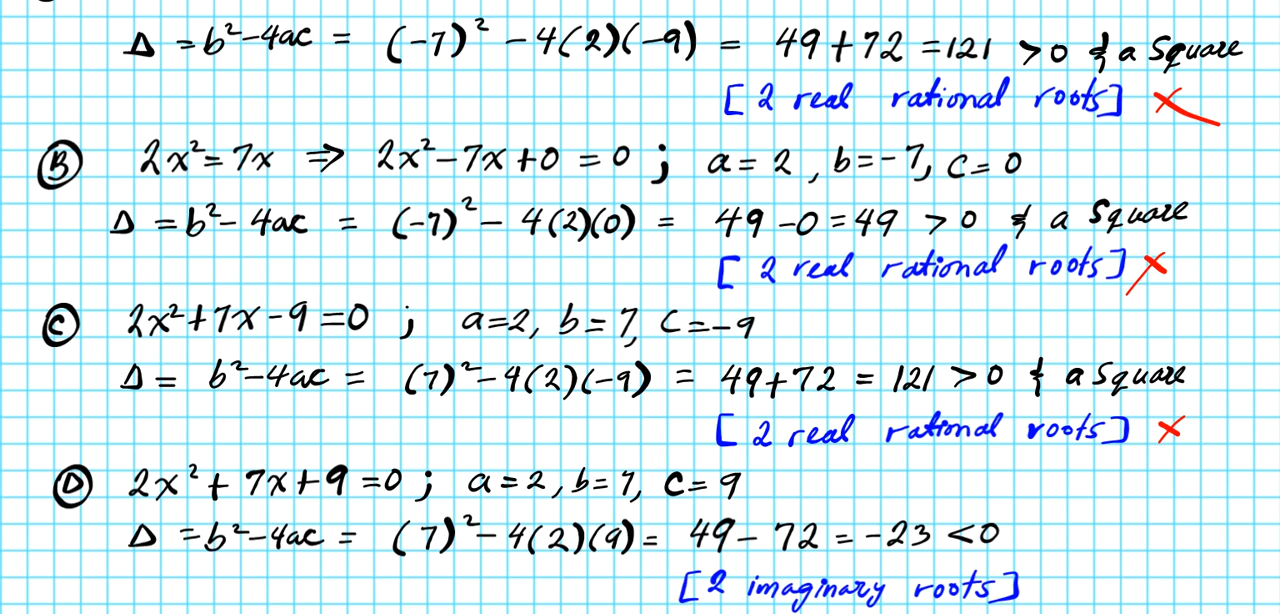 Δ = b²-4ac = (-7)² - 4(2)(-9) = 49+72 = 121 > 0 & a square
[2 real rational roots] ×
Ⓑ 2x² = 7x ⇒ 2x²-7x+0 = 0 ; a = 2, b = -7, c = 0
Δ = b²-4ac = (-7)² - 4(2)(0) = 49-0 = 49 > 0 & a square
[2 real rational roots] ×
Ⓒ 2x²+7x-9 = 0 ; a=2, b=7, c=-9
Δ = b²-4ac = (7)²-4(2)(-9) = 49+72 = 121 > 0 & a square
[2 real rational roots] ×
Ⓓ 2x²+7x+9 = 0 ; a=2, b=7, c=9
Δ = b²-4ac = (7)²-4(2)(9) = 49-72 = -23 < 0
[2 imaginary roots]